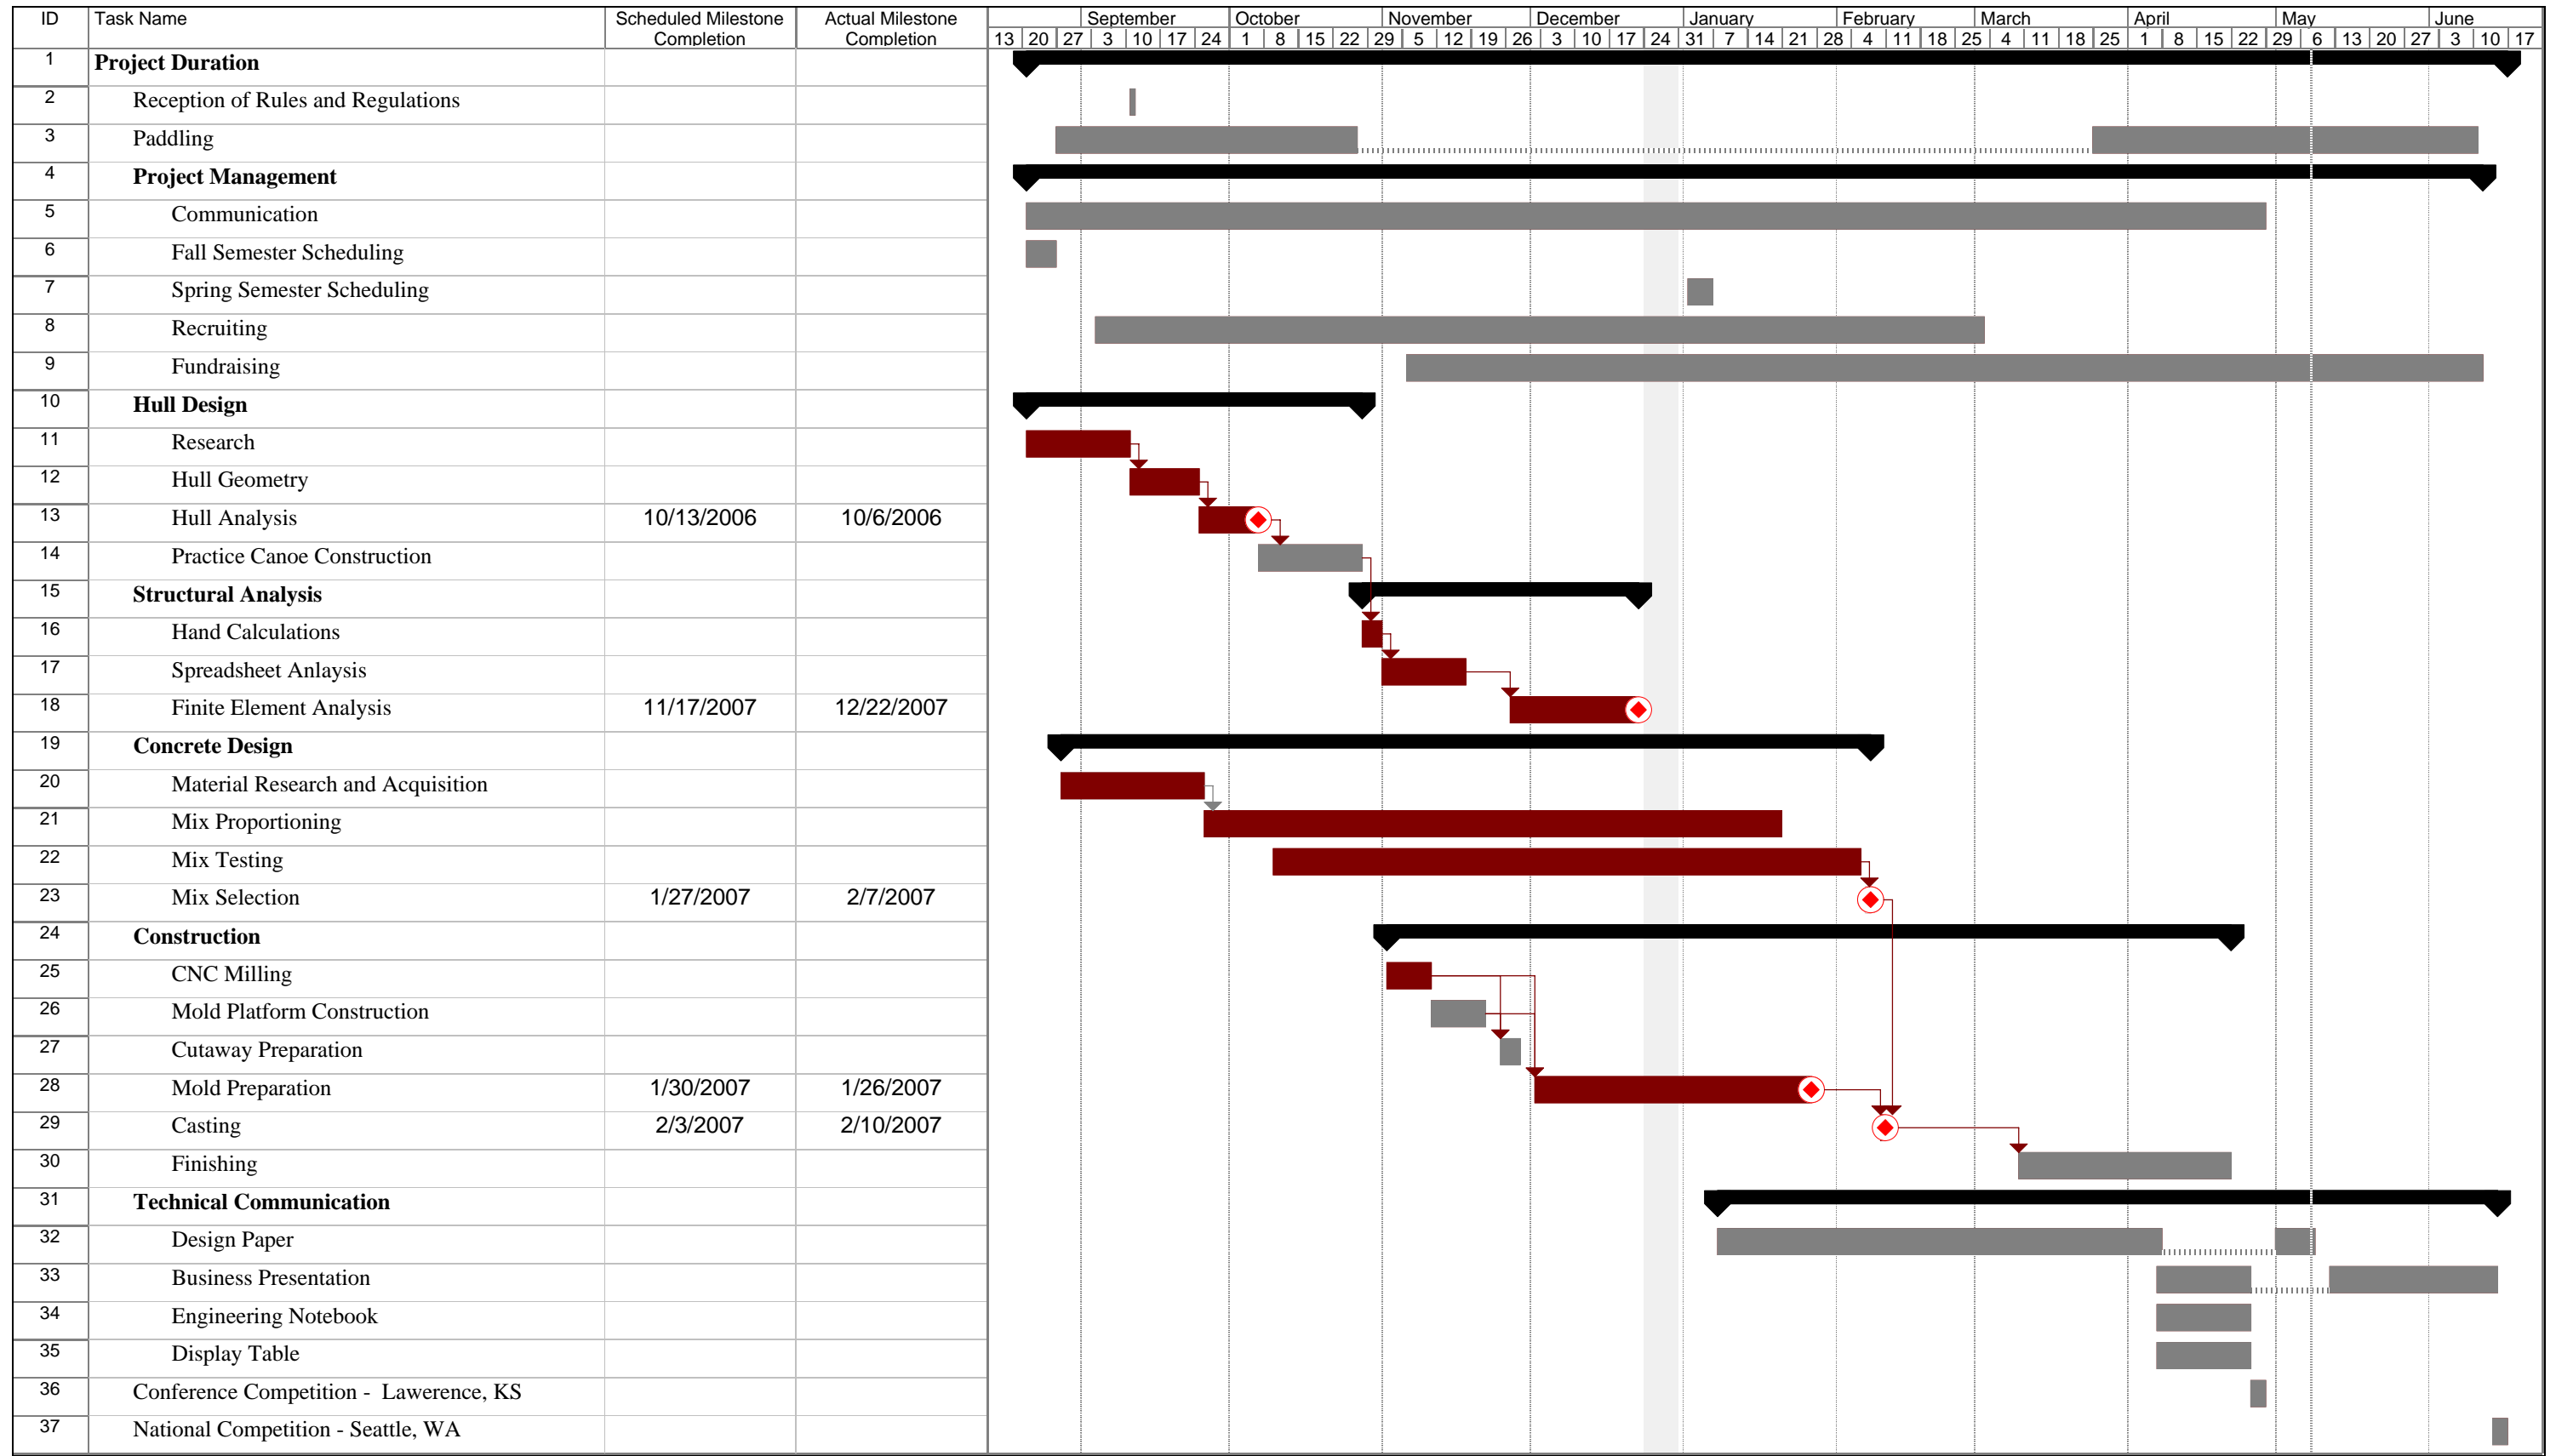 ID Task Name Scheduled Milestone Completion Actual Milestone Completion September October November December January February March April May June
13 20 27 3 10 17 24 1 8 15 22 29 5 12 19 26 3 10 17 24 31 7 14 21 28 4 11 18 25 4 11 18 25 1 8 15 22 29 6 13 20 27 3 10 17
1 Project Duration
2 Reception of Rules and Regulations
3 Paddling
4 Project Management
5 Communication
6 Fall Semester Scheduling
7 Spring Semester Scheduling
8 Recruiting
9 Fundraising
10 Hull Design
11 Research
12 Hull Geometry
13 Hull Analysis 10/13/2006 10/6/2006
14 Practice Canoe Construction
15 Structural Analysis
16 Hand Calculations
17 Spreadsheet Anlaysis
18 Finite Element Analysis 11/17/2007 12/22/2007
19 Concrete Design
20 Material Research and Acquisition
21 Mix Proportioning
22 Mix Testing
23 Mix Selection 1/27/2007 2/7/2007
24 Construction
25 CNC Milling
26 Mold Platform Construction
27 Cutaway Preparation
28 Mold Preparation 1/30/2007 1/26/2007
29 Casting 2/3/2007 2/10/2007
30 Finishing
31 Technical Communication
32 Design Paper
33 Business Presentation
34 Engineering Notebook
35 Display Table
36 Conference Competition - Lawerence, KS
37 National Competition - Seattle, WA